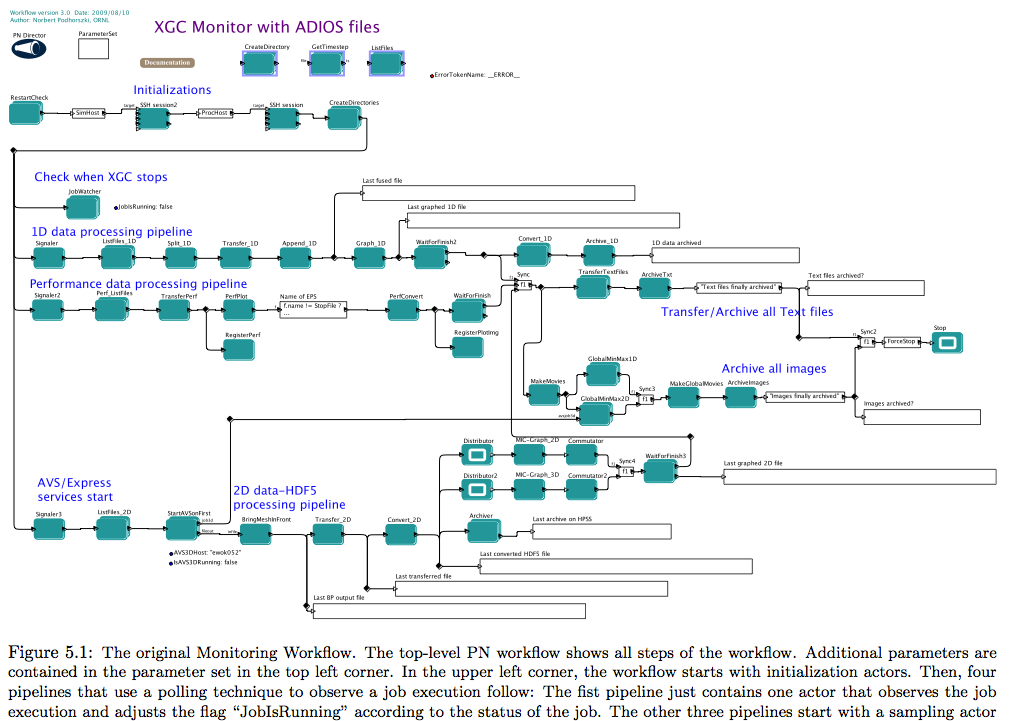 Workflow version 3.0 Date: 2009/08/10
Author: Norbert Podhorszki, ORNL
XGC Monitor with ADIOS files
PN Director
ParameterSet
Documentation
CreateDirectory
GetTimestep
ListFiles
ErrorTokenName: __ERROR__
Initializations
RestartCheck
SimHost
target
SSH session2
ProcHost
target
SSH session
CreateDirectories
Check when XGC stops
JobWatcher
JobIsRunning: false
Last fused file
Last graphed 1D file
1D data processing pipeline
Signaler
ListFiles_1D
Split_1D
Transfer_1D
Append_1D
Graph_1D
WaitForFinish2
Convert_1D
Archive_1D
1D data archived
Performance data processing pipeline
Signaler2
Perf_ListFiles
TransferPerf
PerfPlot
Name of EPS
f.name != StopFile ?
...
PerfConvert
WaitForFinish
Sync
f1
TransferTextFiles
ArchiveTxt
"Text files finally archived"
Text files archived?
RegisterPerf
RegisterPlotImg
Transfer/Archive all Text files
Sync2
f1
ForceStop
Stop
GlobalMinMax1D
Archive all images
MakeMovies
GlobalMinMax2D
Sync3
f1
MakeGlobalMovies
ArchiveImages
"Images finally archived"
Images archived?
Distributor
MIC-Graph_2D
Commutator
Sync4
f1
WaitForFinish3
Last graphed 2D file
Distributor2
MIC-Graph_3D
Commutator2
AVS/Express
services start
2D data-HDF5
processing pipeline
Signaler3
ListFiles_2D
StartAVSonFirst
BringMeshInFront
Transfer_2D
Convert_2D
Archiver
Last archive on HPSS
AVS3DHost: "ewok052"
IsAVS3DRunning: false
Last converted HDF5 file
Last transferred file
Last BP output file
Figure 5.1: The original Monitoring Workflow. The top-level PN workflow shows all steps of the workflow. Additional parameters are
contained in the parameter set in the top left corner. In the upper left corner, the workflow starts with initialization actors. Then, four
pipelines that use a polling technique to observe a job execution follow: The fist pipeline just contains one actor that observes the job
execution and adjusts the flag "JobIsRunning" according to the status of the job. The other three pipelines start with a sampling actor